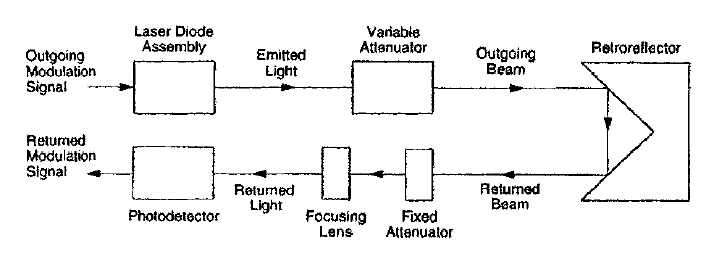 Laser Diode
Assembly
Variable
Attenuator
Retroreflector
Outgoing
Modulation
Signal
Emitted
Light
Outgoing
Beam
Returned
Modulation
Signal
Photodetector
Returned
Light
Focusing
Lens
Fixed
Attenuator
Returned
Beam